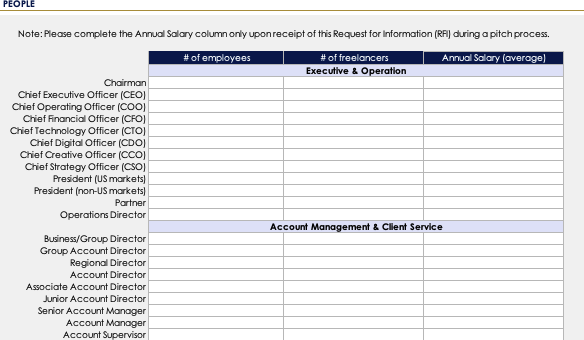 PEOPLE
Note: Please complete the Annual Salary column only upon receipt of this Request for Information (RFI) during a pitch process.
# of employees # of freelancers Annual Salary (average)
Executive & Operation
Chairman
Chief Executive Officer (CEO)
Chief Operating Officer (COO)
Chief Financial Officer (CFO)
Chief Technology Officer (CTO)
Chief Digital Officer (CDO)
Chief Creative Officer (CCO)
Chief Strategy Officer (CSO)
President (US markets)
President (non-US markets)
Partner
Operations Director
Account Management & Client Service
Business/Group Director
Group Account Director
Regional Director
Account Director
Associate Account Director
Junior Account Director
Senior Account Manager
Account Manager
Account Supervisor